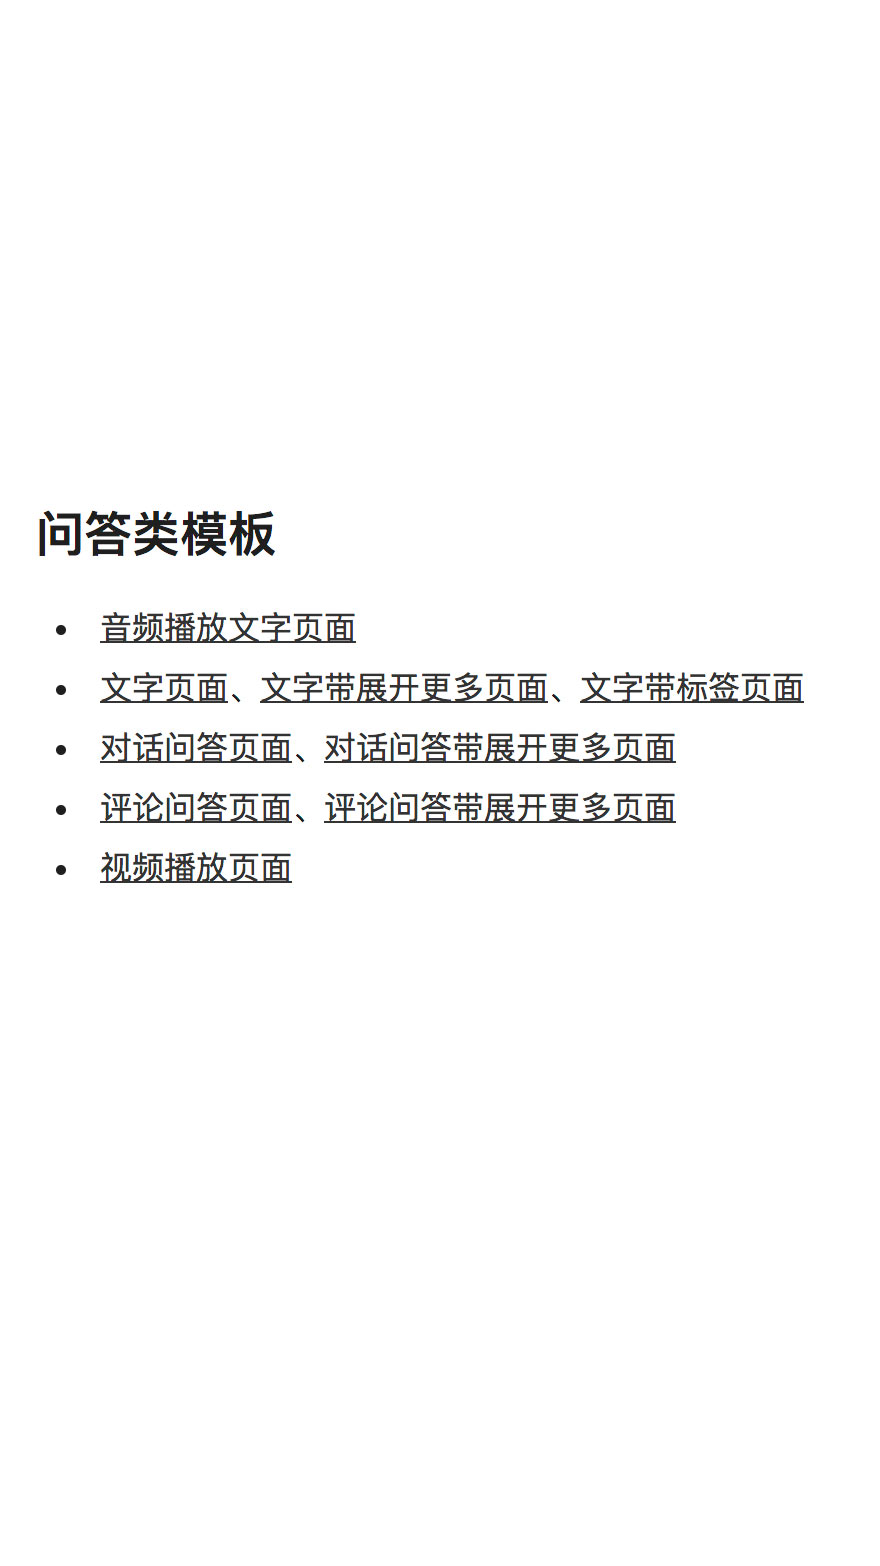 问答类模板
音频播放文字页面
文字页面、文字带展开更多页面、文字带标签页面
对话问答页面、对话问答带展开更多页面
评论问答页面、评论问答带展开更多页面
视频播放页面